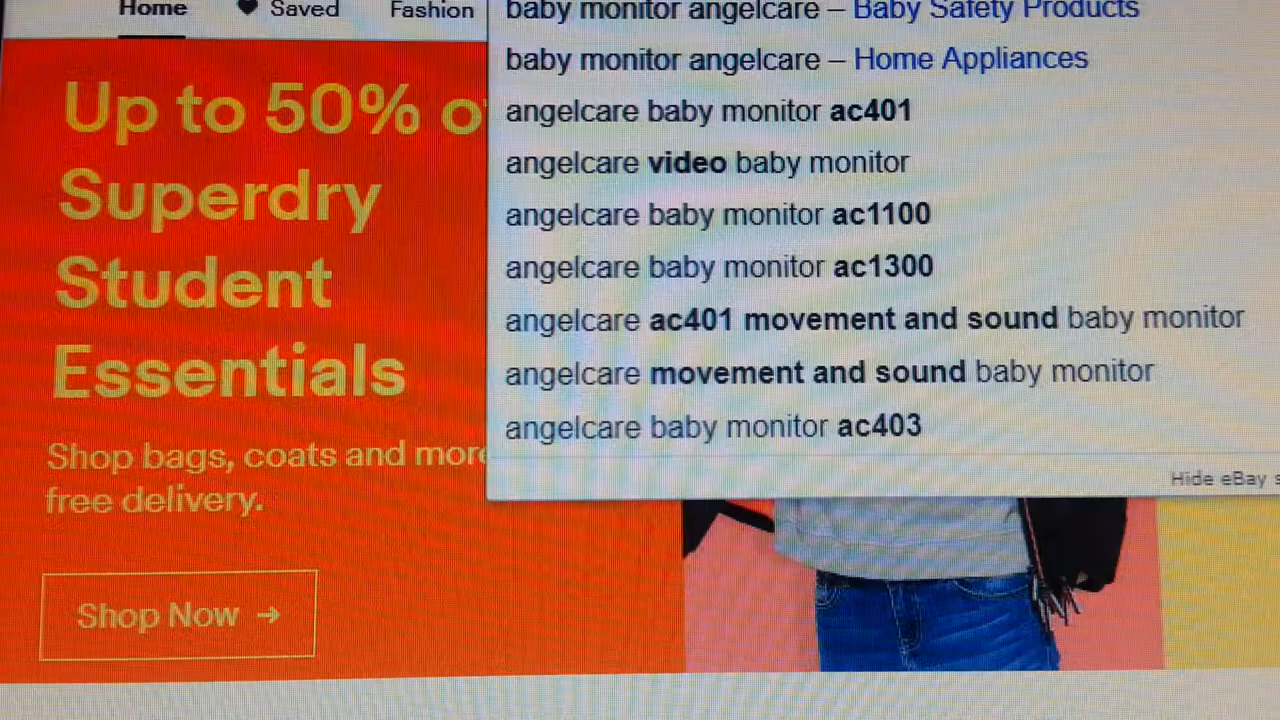 Home
Saved
Fashion
baby monitor angelcare – Baby Safety Products
baby monitor angelcare – Home Appliances
angelcare baby monitor ac401
angelcare video baby monitor
angelcare baby monitor ac1100
angelcare baby monitor ac1300
angelcare ac401 movement and sound baby monitor
angelcare movement and sound baby monitor
angelcare baby monitor ac403
Hide eBay
Up to 50%
Superdry
Student
Essentials
Shop bags, coats and more
free delivery.
Shop Now →